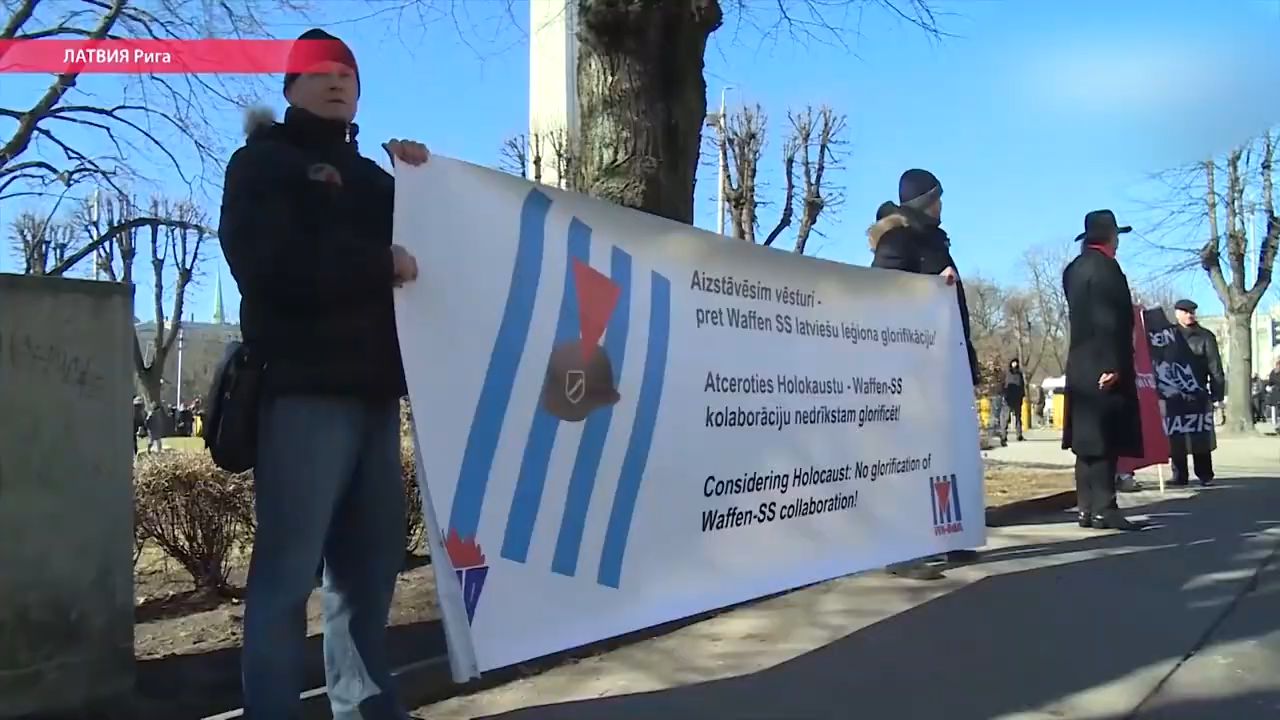 ЛАТВИЯ Рига
Aizstāvēsim vēsturi -
pret Waffen SS latviešu leģiona glorifikāciju!
Atceroties Holokaustu - Waffen-SS
kolaborāciju nedrīkstam glorificēt!
Considering Holocaust: No glorification of
Waffen-SS collaboration!
NAZIS